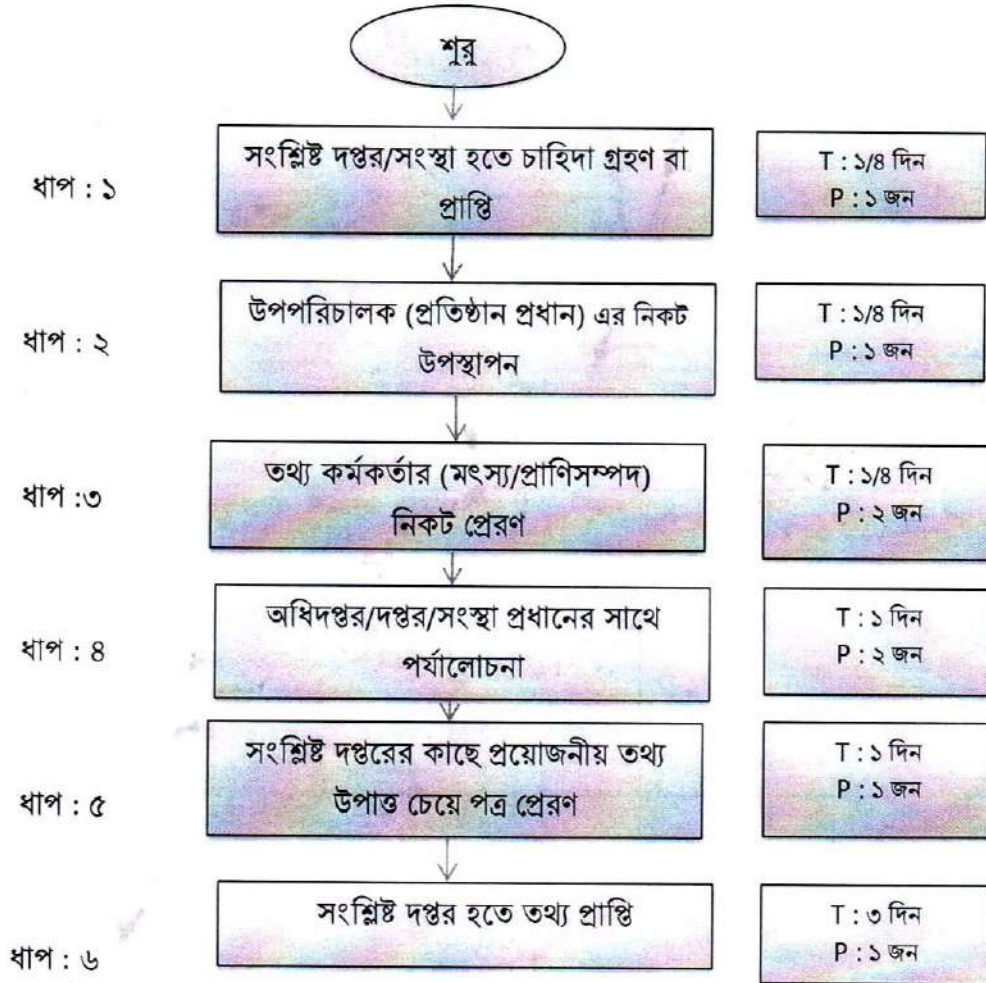 শুরু
ধাপ : ১
সংশ্লিষ্ট দপ্তর/সংস্থা হতে চাহিদা গ্রহণ বা
প্রাপ্তি
T : ১/৪ দিন
P : ১ জন
ধাপ : ২
উপপরিচালক (প্রতিষ্ঠান প্রধান) এর নিকট
উপস্থাপন
T : ১/৪ দিন
P : ১ জন
ধাপ :৩
তথ্য কর্মকর্তার (মৎস্য/প্রাণিসম্পদ)
নিকট প্রেরণ
T : ১/৪ দিন
P : ২ জন
ধাপ : ৪
অধিদপ্তর/দপ্তর/সংস্থা প্রধানের সাথে
পর্যালোচনা
T : ১ দিন
P : ২ জন
ধাপ : ৫
সংশ্লিষ্ট দপ্তরের কাছে প্রয়োজনীয় তথ্য
উপাত্ত চেয়ে পত্র প্রেরণ
T : ১ দিন
P : ১ জন
ধাপ : ৬
সংশ্লিষ্ট দপ্তর হতে তথ্য প্রাপ্তি
T : ৩ দিন
P : ১ জন